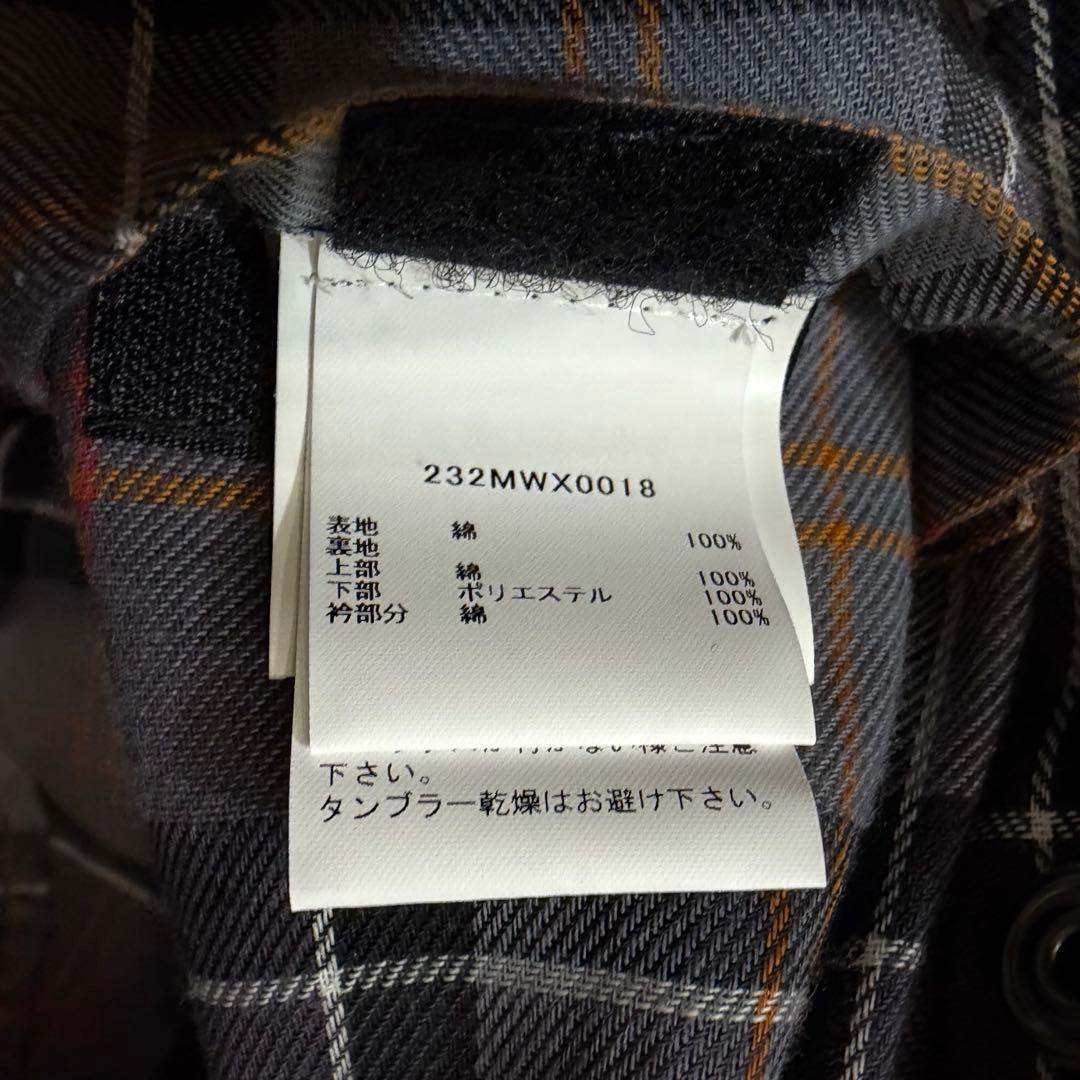 232MWX0018
表地 綿 100%
裏地
上部 綿 100%
下部 ポリエステル 100%
衿部分 綿 100%
下さい。
タンブラー乾燥はお避け下さい。